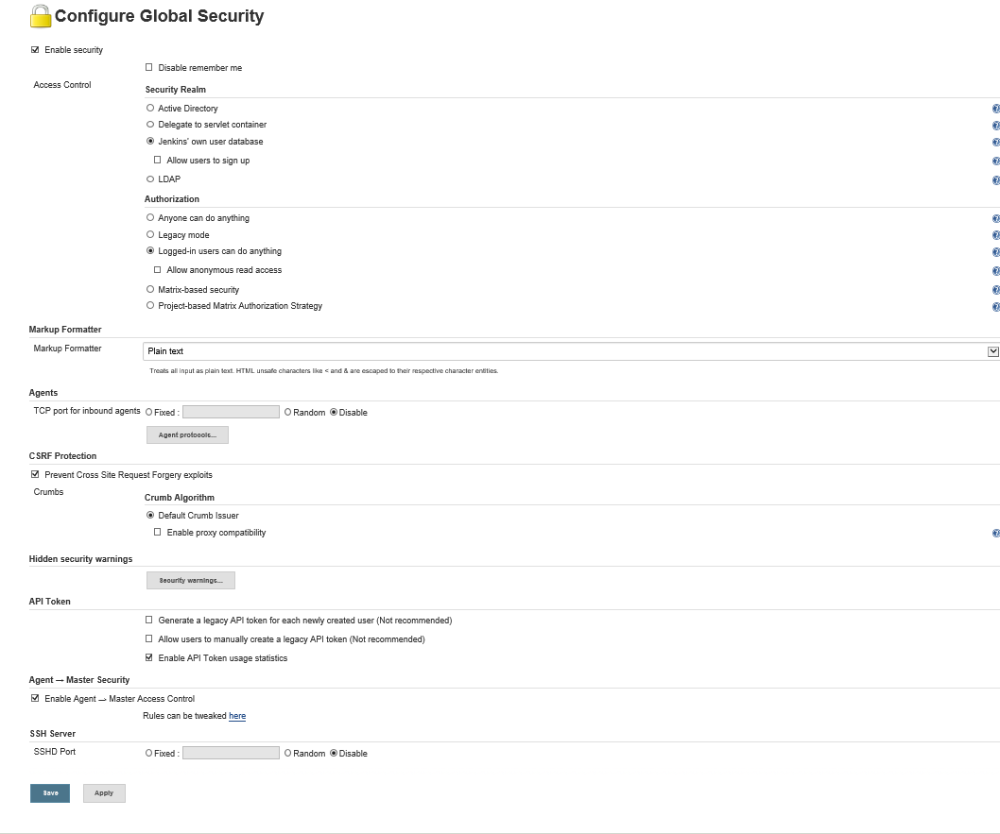 Configure Global Security
Enable security
Disable remember me
Access Control
Security Realm
Active Directory
Delegate to servlet container
Jenkins' own user database
Allow users to sign up
LDAP
Authorization
Anyone can do anything
Legacy mode
Logged-in users can do anything
Allow anonymous read access
Matrix-based security
Project-based Matrix Authorization Strategy
Markup Formatter
Markup Formatter Plain text
Treats all input as plain text. HTML unsafe characters like < and & are escaped to their respective character entities.
Agents
TCP port for inbound agents Fixed : Random Disable
Agent protocols...
CSRF Protection
Prevent Cross Site Request Forgery exploits
Crumbs
Crumb Algorithm
Default Crumb Issuer
Enable proxy compatibility
Hidden security warnings
Security warnings...
API Token
Generate a legacy API token for each newly created user (Not recommended)
Allow users to manually create a legacy API token (Not recommended)
Enable API Token usage statistics
Agent → Master Security
Enable Agent → Master Access Control
Rules can be tweaked here
SSH Server
SSHD Port Fixed : Random Disable
Save Apply